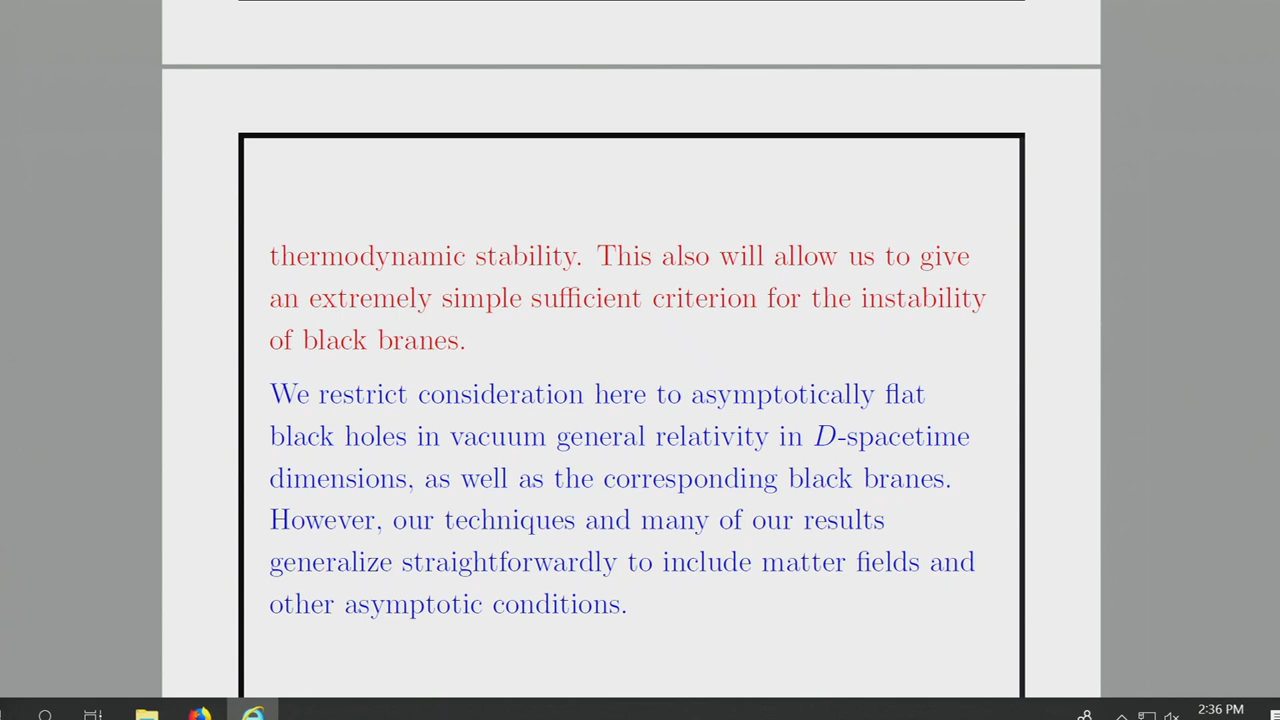 thermodynamic stability. This also will allow us to give
an extremely simple sufficient criterion for the instability
of black branes.
We restrict consideration here to asymptotically flat
black holes in vacuum general relativity in D-spacetime
dimensions, as well as the corresponding black branes.
However, our techniques and many of our results
generalize straightforwardly to include matter fields and
other asymptotic conditions.
2:36 PM